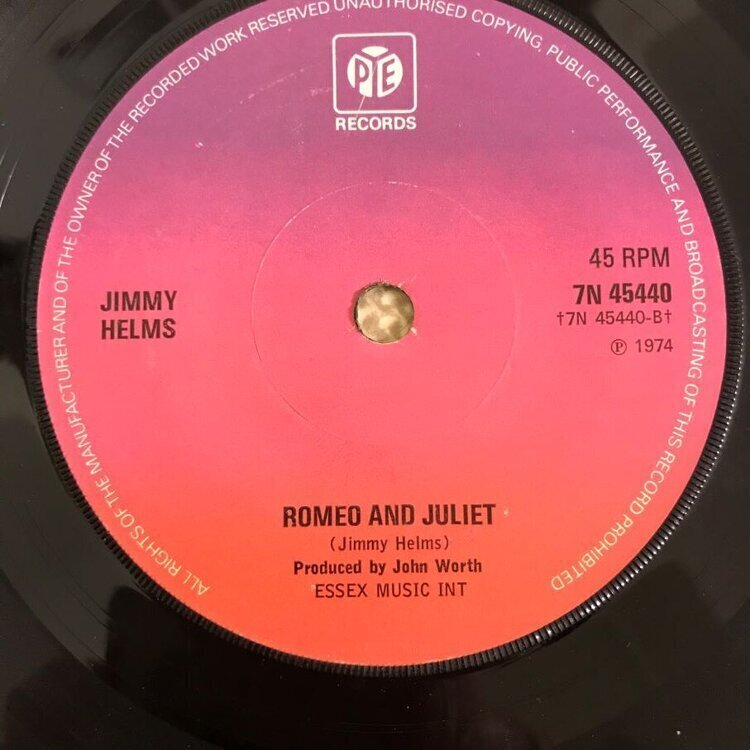 ALL RIGHTS OF THE MANUFACTURER AND OF THE OWNER OF THE RECORDED WORK RESERVED UNAUTHORISED COPYING, PUBLIC PERFORMANCE AND BROADCASTING OF THIS RECORD PROHIBITED
PYE
RECORDS
JIMMY
HELMS
45 RPM
7N 45440
†7N 45440-B†
℗ 1974
ROMEO AND JULIET
(Jimmy Helms)
Produced by John Worth
ESSEX MUSIC INT